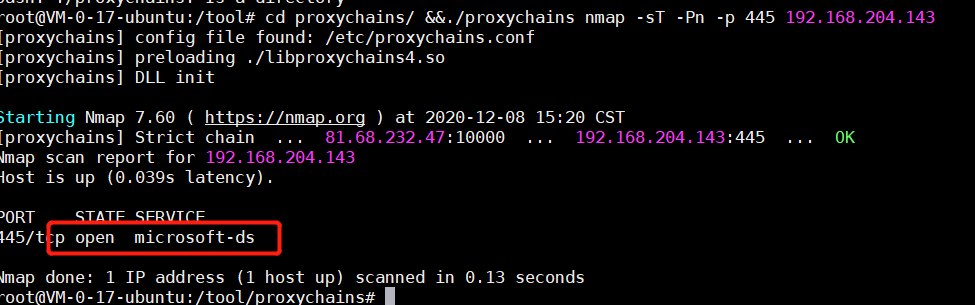 root@VM-0-17-ubuntu:/tool# cd proxychains/ &&./proxychains nmap -sT -Pn -p 445 192.168.204.143
[proxychains] config file found: /etc/proxychains.conf
[proxychains] preloading ./libproxychains4.so
[proxychains] DLL init
Starting Nmap 7.60 ( https://nmap.org ) at 2020-12-08 15:20 CST
[proxychains] Strict chain  ...  81.68.232.47:10000  ...  192.168.204.143:445  ...  OK
Nmap scan report for 192.168.204.143
Host is up (0.039s latency).
PORT    STATE SERVICE
445/tcp open  microsoft-ds
Nmap done: 1 IP address (1 host up) scanned in 0.13 seconds
root@VM-0-17-ubuntu:/tool/proxychains#